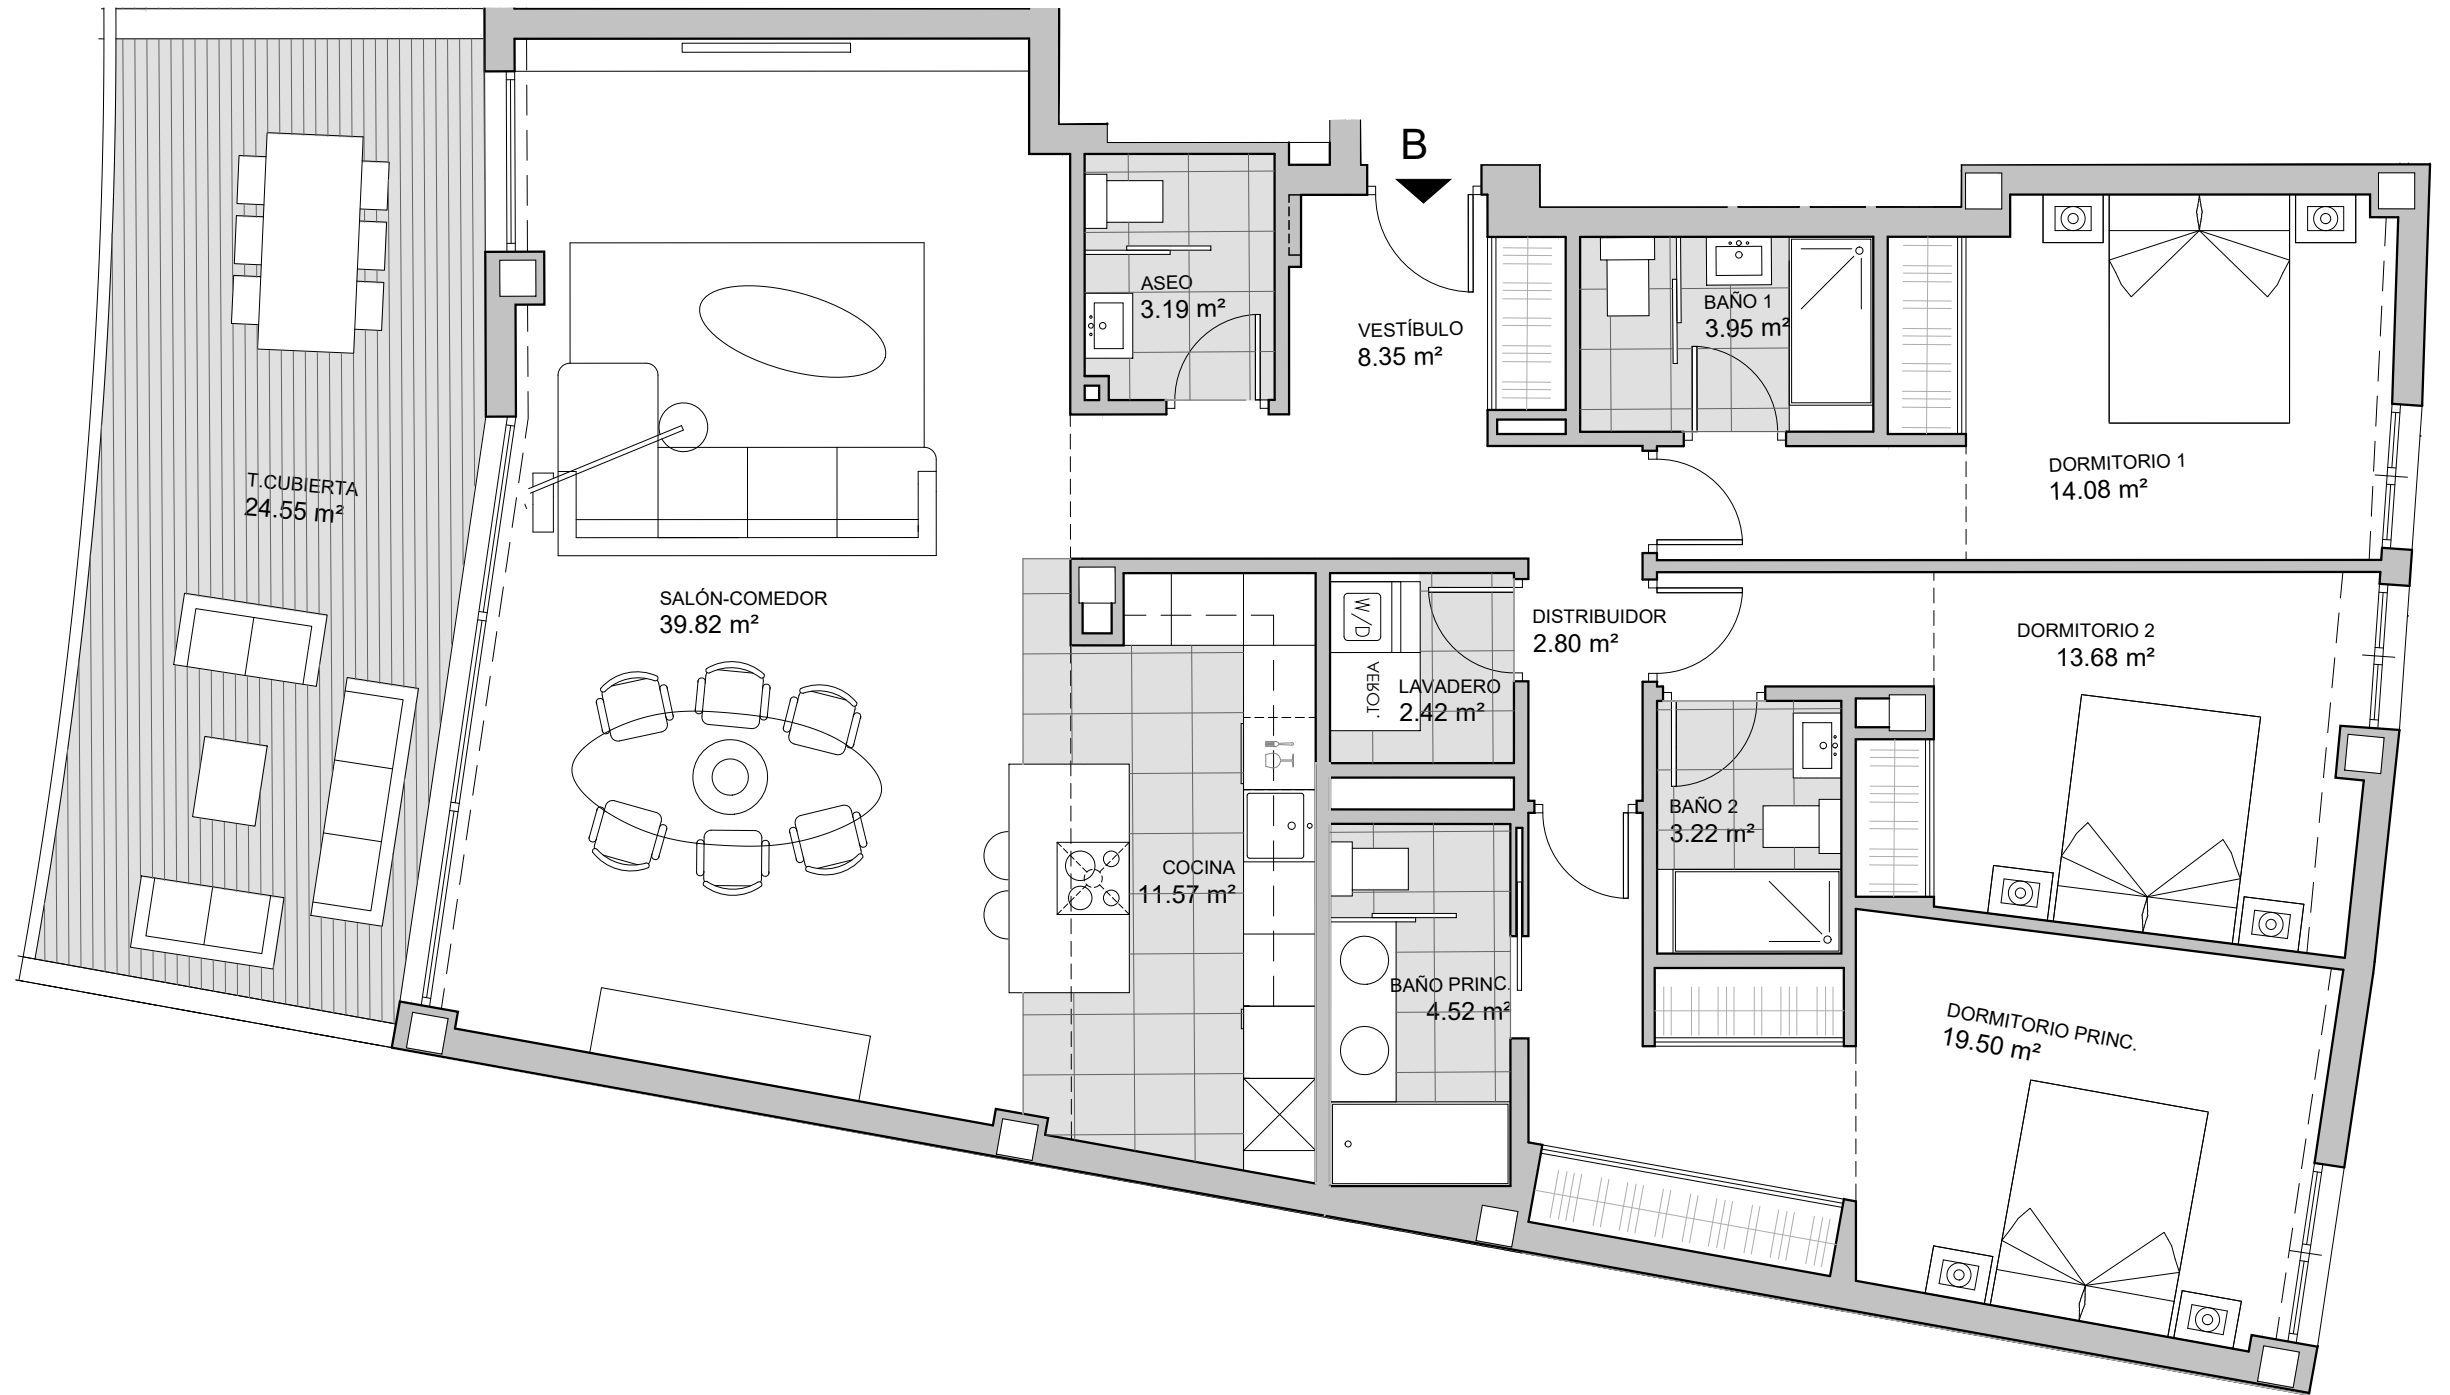 B
ASEO
3.19 m²
VESTÍBULO
8.35 m²
BAÑO 1
3.95 m²
DORMITORIO 1
14.08 m²
T.CUBIERTA
24.55 m²
SALÓN-COMEDOR
39.82 m²
W/D
AEROT.
LAVADERO
2.42 m²
DISTRIBUIDOR
2.80 m²
DORMITORIO 2
13.68 m²
COCINA
11.57 m²
BAÑO 2
3.22 m²
BAÑO PRINC.
4.52 m²
DORMITORIO PRINC.
19.50 m²